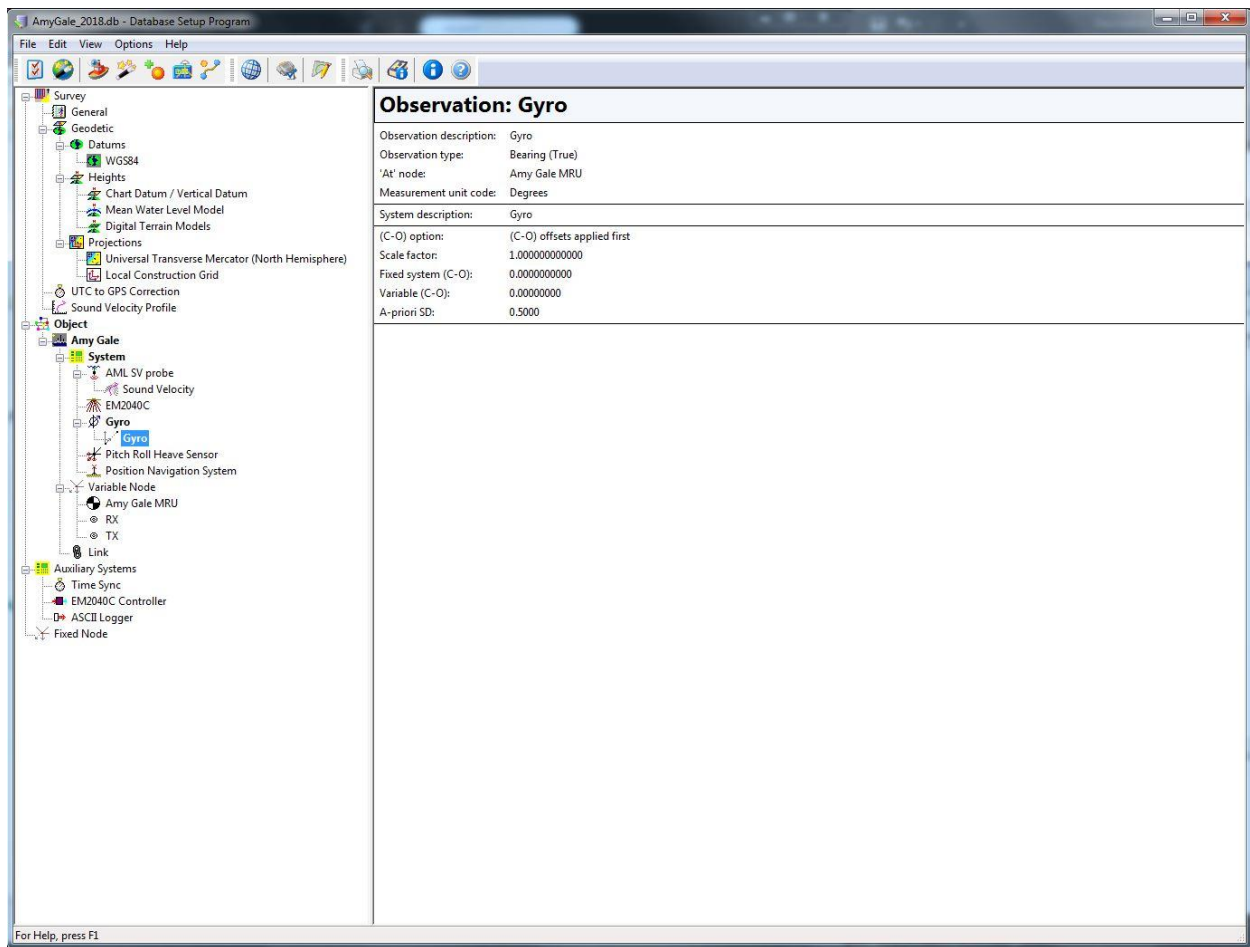 AmyGale_2018.db - Database Setup Program
File Edit View Options Help
Survey
General
Geodetic
Datums
WGS84
Heights
Chart Datum / Vertical Datum
Mean Water Level Model
Digital Terrain Models
Projections
Universal Transverse Mercator (North Hemisphere)
Local Construction Grid
UTC to GPS Correction
Sound Velocity Profile
Object
Amy Gale
System
AML SV probe
Sound Velocity
EM2040C
Gyro
Gyro
Pitch Roll Heave Sensor
Position Navigation System
Variable Node
Amy Gale MRU
RX
TX
Link
Auxiliary Systems
Time Sync
EM2040C Controller
ASCII Logger
Fixed Node
Observation: Gyro
Observation description: Gyro
Observation type: Bearing (True)
'At' node: Amy Gale MRU
Measurement unit code: Degrees
System description: Gyro
(C-O) option: (C-O) offsets applied first
Scale factor: 1.000000000000
Fixed system (C-O): 0.0000000000
Variable (C-O): 0.00000000
A-priori SD: 0.5000
For Help, press F1